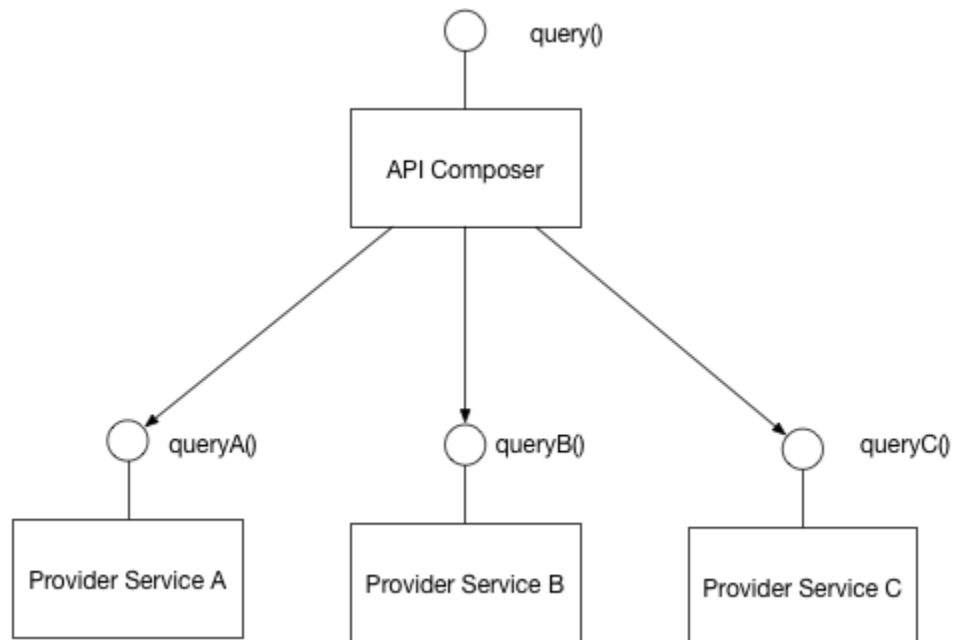 query()
API Composer
queryA()
queryB()
queryC()
Provider Service A
Provider Service B
Provider Service C